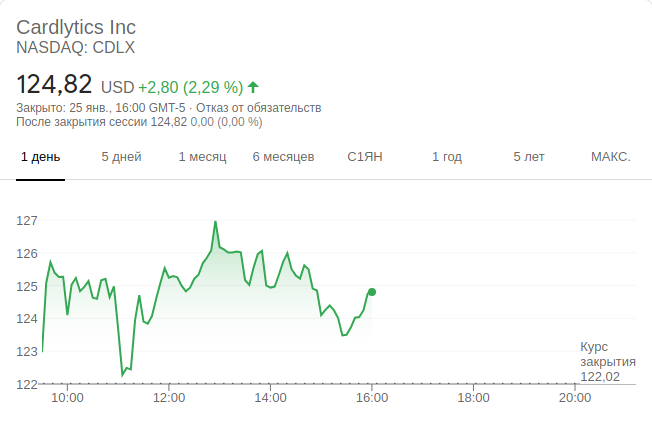 Cardlytics Inc
NASDAQ: CDLX
124,82 USD +2,80 (2,29 %)
Закрыто: 25 янв., 16:00 GMT-5 · Отказ от обязательств
После закрытия сессии 124,82 0,00 (0,00 %)
1 день 5 дней 1 месяц 6 месяцев С1ЯН 1 год 5 лет МАКС.
127
126
125
124
123
122
Курс
закрытия
122,02
10:00 12:00 14:00 16:00 18:00 20:00